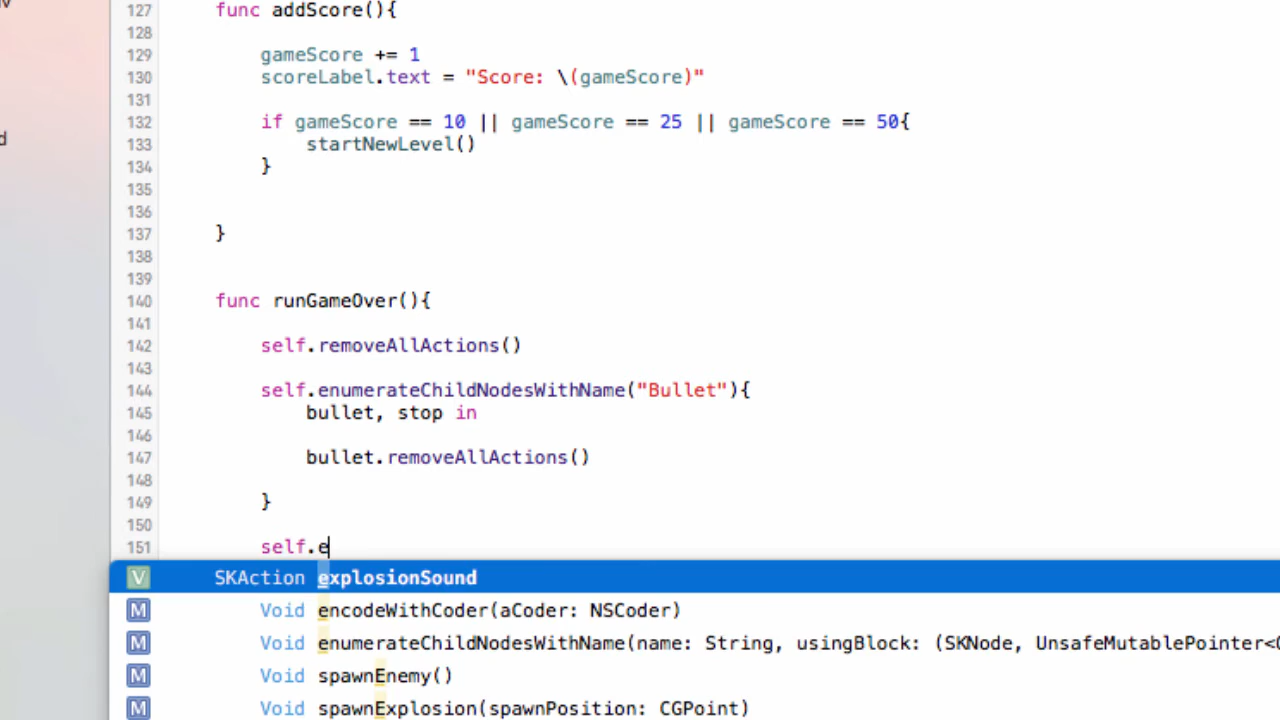 127 func addScore(){
128
129 gameScore += 1
130 scoreLabel.text = "Score: \(gameScore)"
131
132 if gameScore == 10 || gameScore == 25 || gameScore == 50{
133 startNewLevel()
134 }
135
136
137 }
138
139
140 func runGameOver(){
141
142 self.removeAllActions()
143
144 self.enumerateChildNodesWithName("Bullet"){
145 bullet, stop in
146
147 bullet.removeAllActions()
148
149 }
150
151 self.e
V SKAction explosionSound
M Void encodeWithCoder(aCoder: NSCoder)
M Void enumerateChildNodesWithName(name: String, usingBlock: (SKNode, UnsafeMutablePointer<
M Void spawnEnemy()
M Void spawnExplosion(spawnPosition: CGPoint)